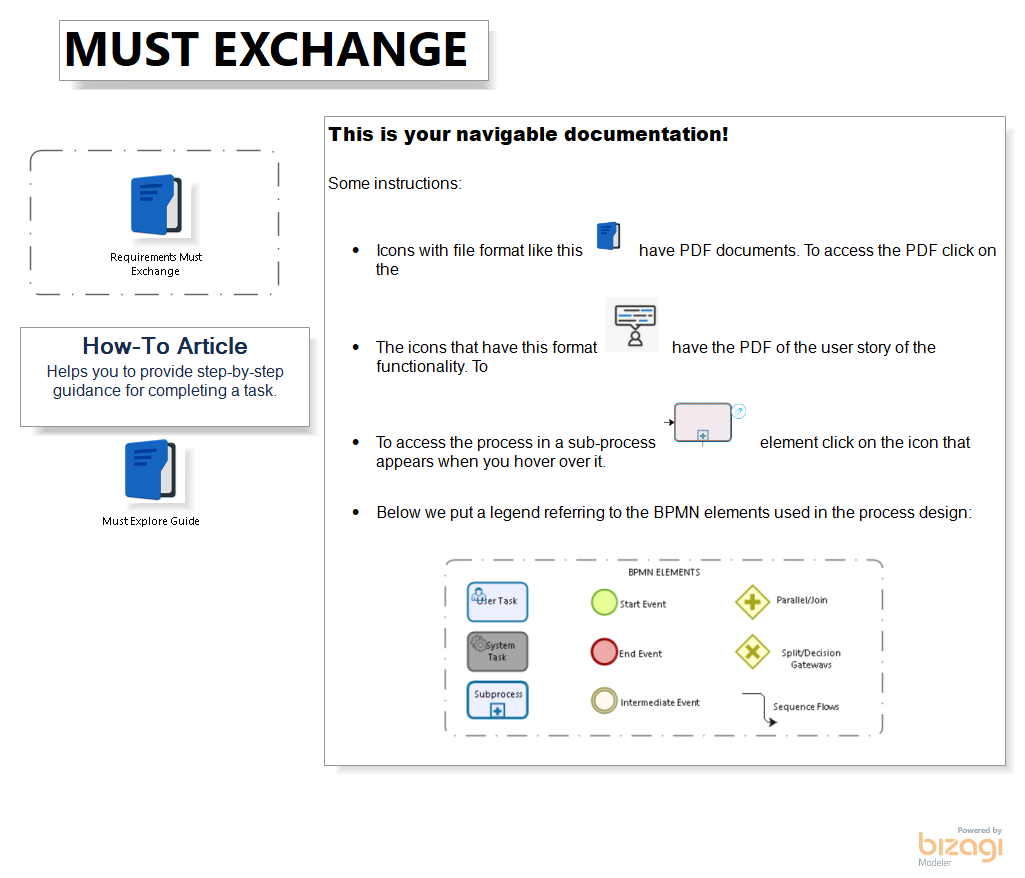 MUST EXCHANGE
This is your navigable documentation!
Some instructions:
Requirements Must
Exchange
• Icons with file format like this have PDF documents. To access the PDF click on
the
How-To Article
Helps you to provide step-by-step
guidance for completing a task.
Must Explore Guide
• The icons that have this format have the PDF of the user story of the
functionality. To
• To access the process in a sub-process element click on the icon that
appears when you hover over it.
• Below we put a legend referring to the BPMN elements used in the process design:
BPMN ELEMENTS
User Task
Start Event
Parallel/Join
System
Task
End Event
Split/Decision
Gateways
Subprocess
Intermediate Event
Sequence Flows
Powered by
bizagi
Modeler